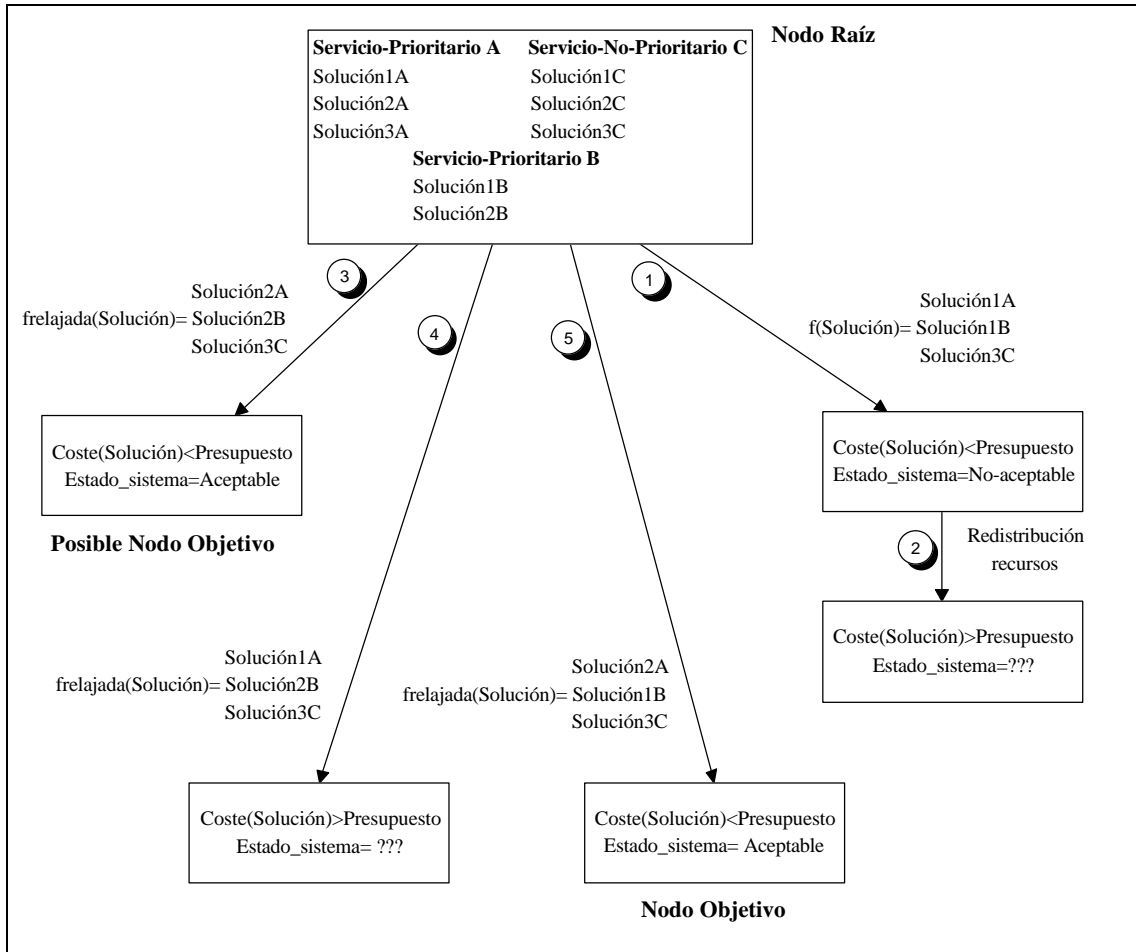 Nodo Raíz
Servicio-Prioritario A Servicio-No-Prioritario C
Solución1A Solución1C
Solución2A Solución2C
Solución3A Solución3C
Servicio-Prioritario B
Solución1B
Solución2B
3
Solución2A
frelajada(Solución)= Solución2B
Solución3C
4
5
1
Solución1A
f(Solución)= Solución1B
Solución3C
Coste(Solución)<Presupuesto
Estado_sistema=Aceptable
Posible Nodo Objetivo
Coste(Solución)<Presupuesto
Estado_sistema=No-aceptable
2
Redistribución
recursos
Coste(Solución)>Presupuesto
Estado_sistema=???
Solución1A
frelajada(Solución)= Solución2B
Solución3C
Solución2A
frelajada(Solución)= Solución1B
Solución3C
Coste(Solución)>Presupuesto
Estado_sistema= ???
Coste(Solución)<Presupuesto
Estado_sistema= Aceptable
Nodo Objetivo